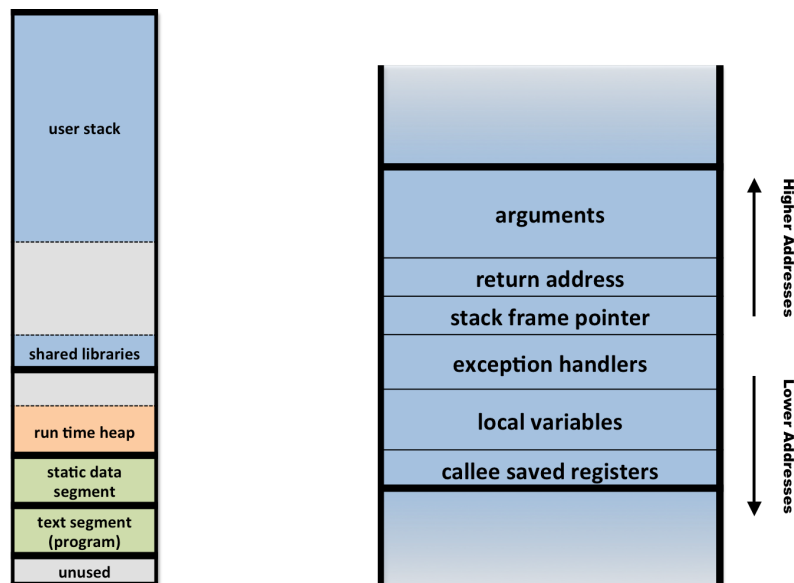 user stack
shared libraries
run time heap
static data
segment
text segment
(program)
unused
arguments
return address
stack frame pointer
exception handlers
local variables
callee saved registers
Higher Addresses
Lower Addresses